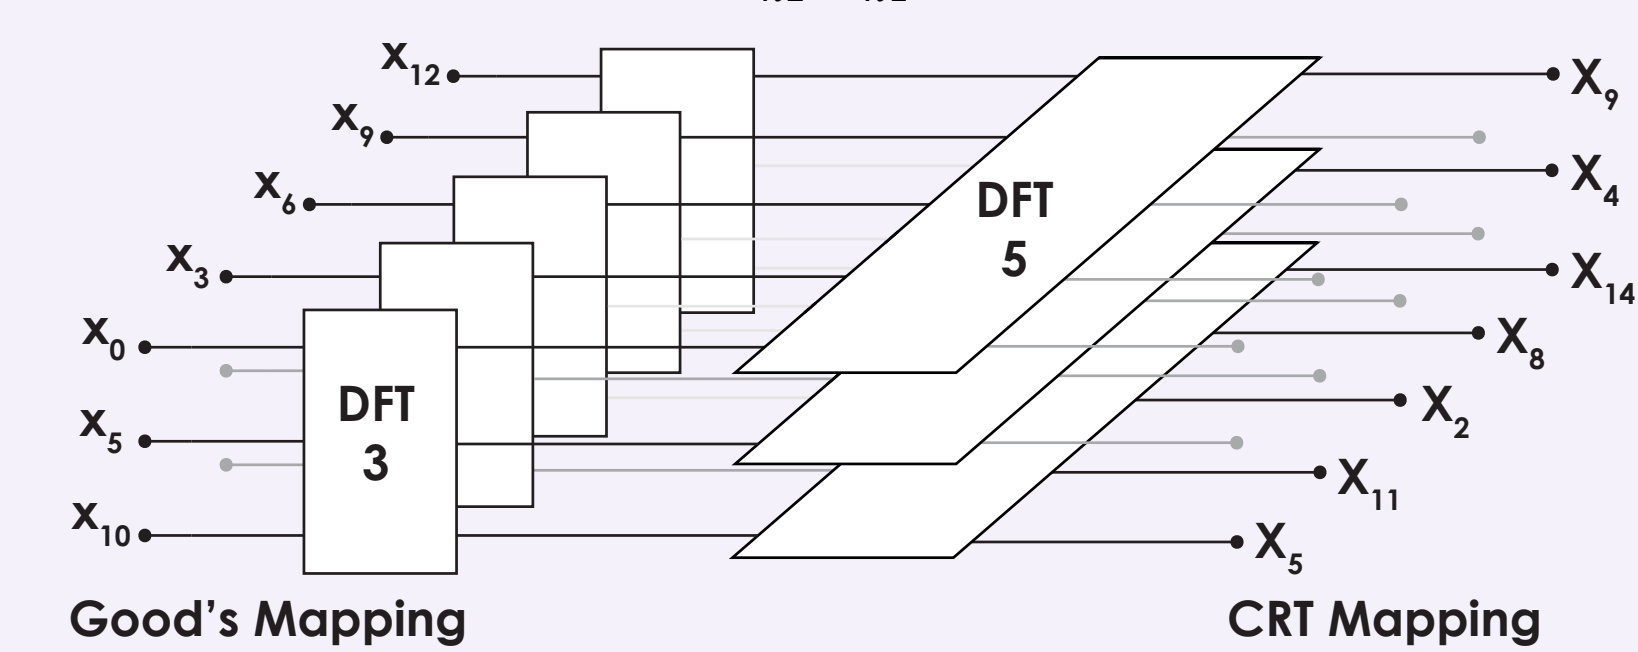 x12
X9
x9
X4
x6
DFT
5
x3
X14
x0
X8
DFT
3
x5
X2
X11
x10
X5
Good's Mapping
CRT Mapping